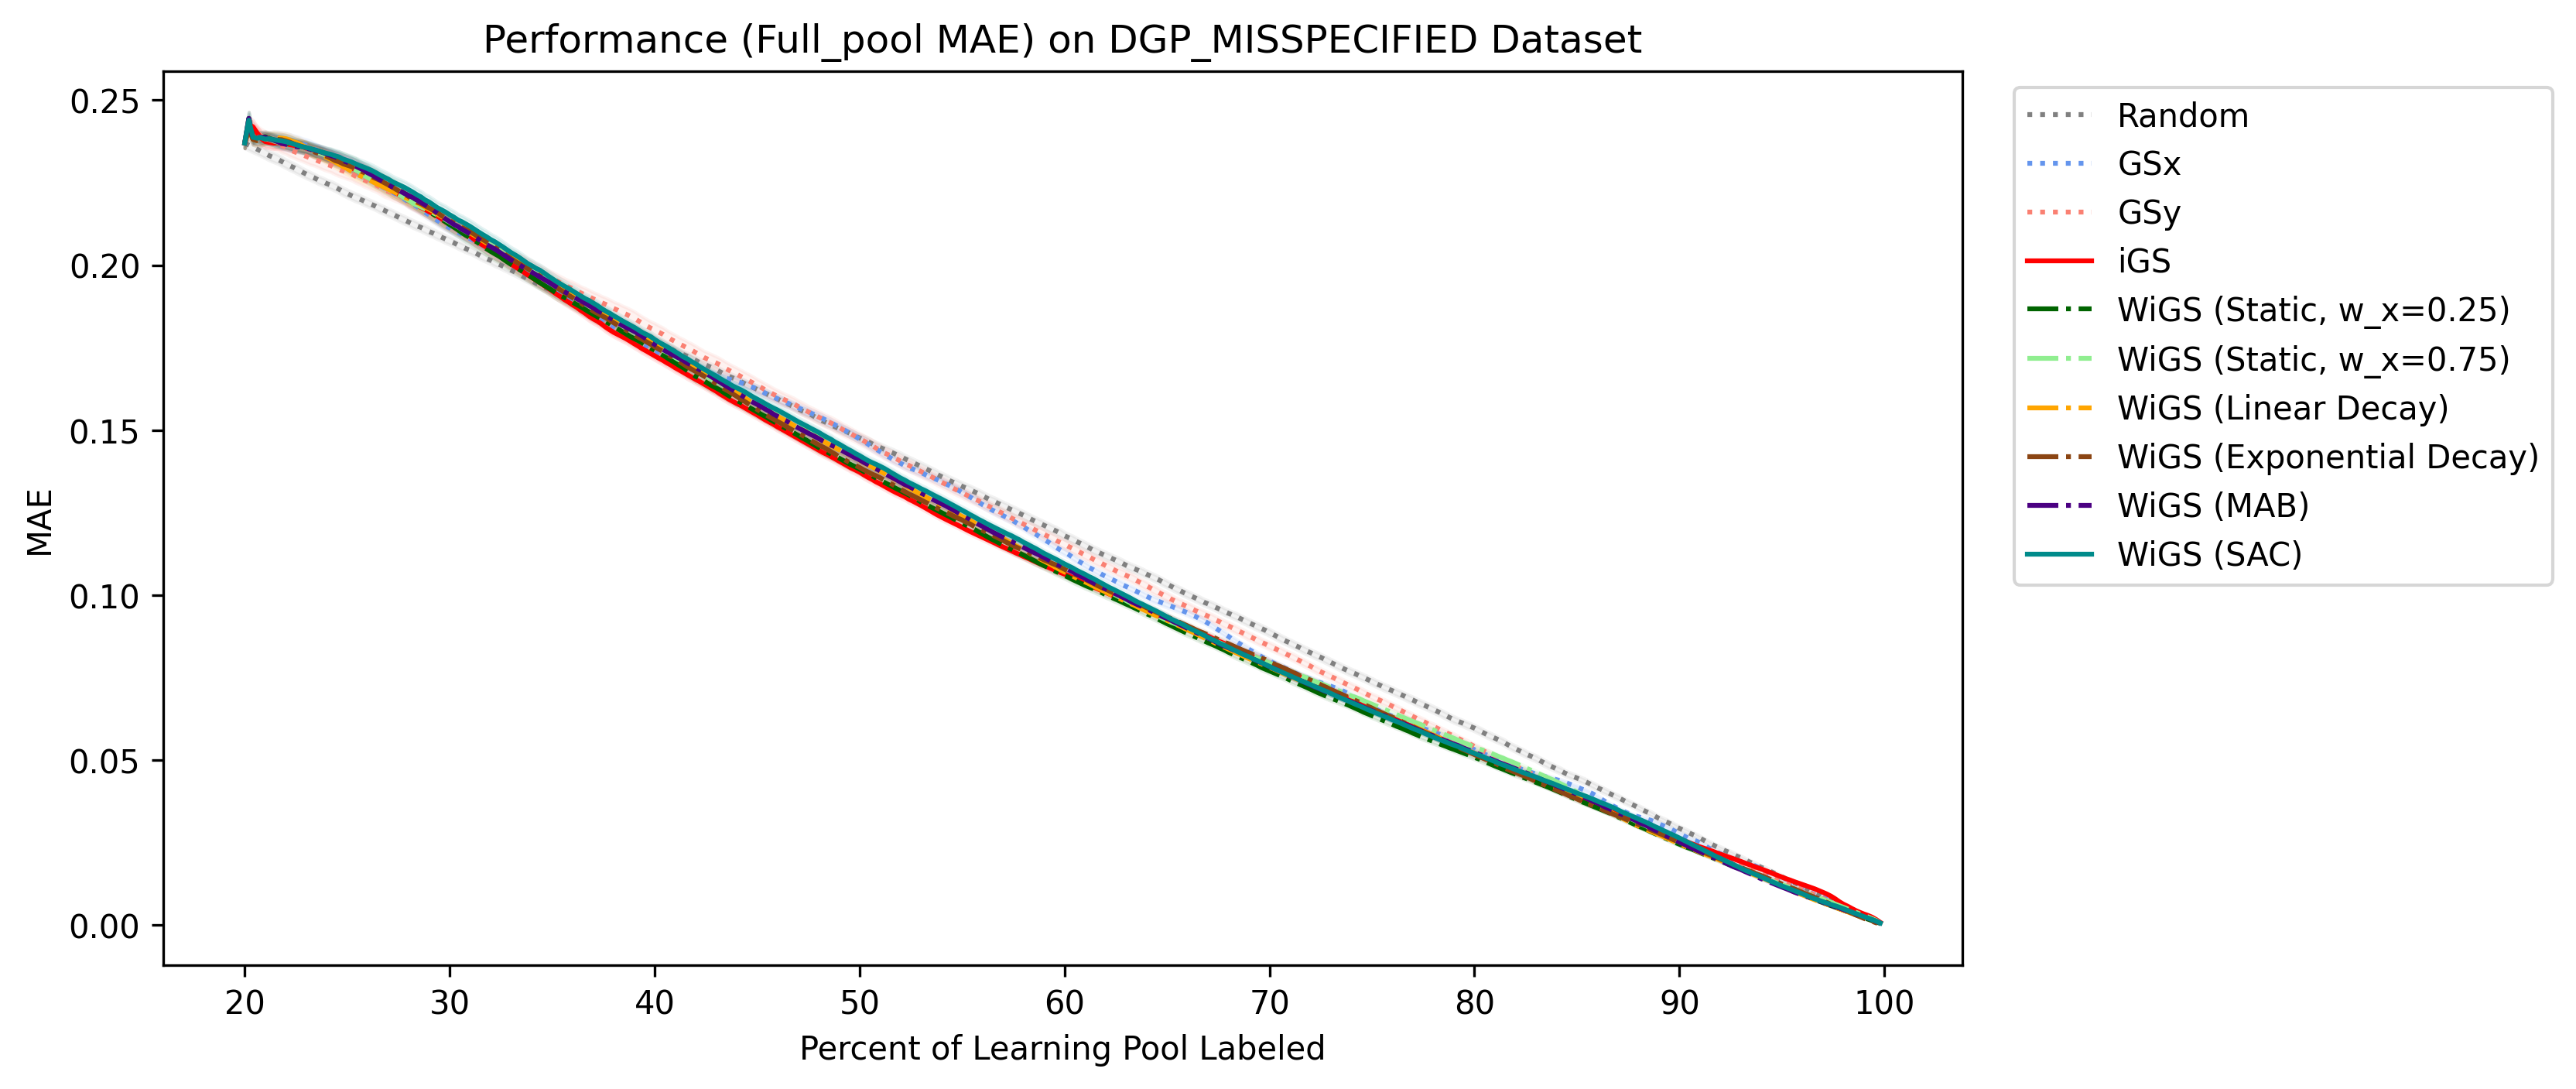 Performance (Full_pool MAE) on DGP_MISSPECIFIED Dataset
MAE
0.25
0.20
0.15
0.10
0.05
0.00
20 30 40 50 60 70 80 90 100
Percent of Learning Pool Labeled
Random
GSx
GSy
iGS
WiGS (Static, w_x=0.25)
WiGS (Static, w_x=0.75)
WiGS (Linear Decay)
WiGS (Exponential Decay)
WiGS (MAB)
WiGS (SAC)